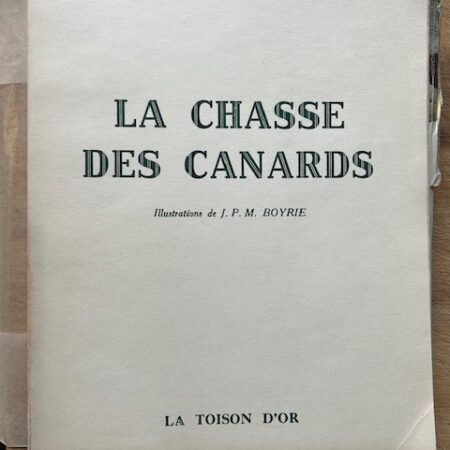 LA CHASSE
DES CANARDS
Illustrations de J. P. M. BOYRIE
LA TOISON D'OR